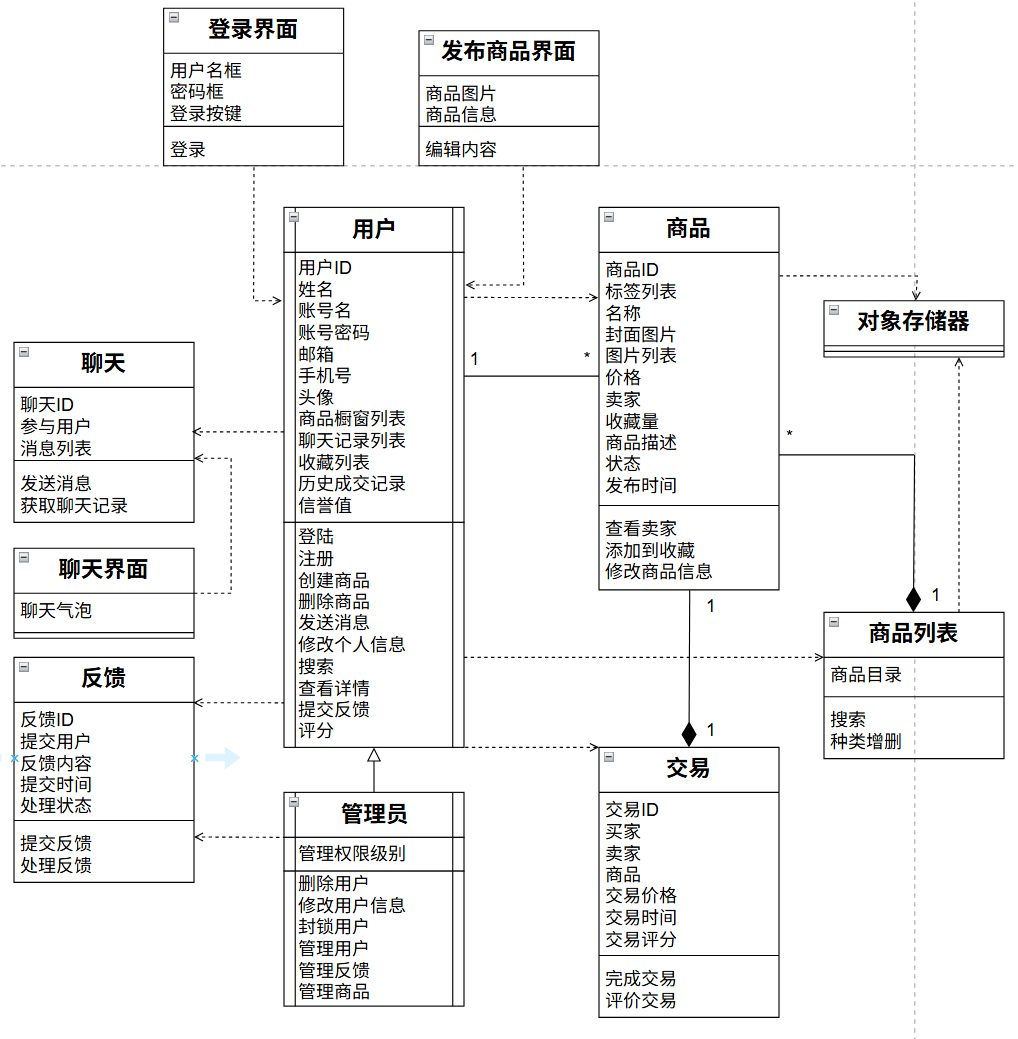 登录界面
用户名框
密码框
登录按键
登录
发布商品界面
商品图片
商品信息
编辑内容
用户
用户ID
姓名
账号名
账号密码
邮箱
手机号
头像
商品橱窗列表
聊天记录列表
收藏列表
历史成交记录
信誉值
登陆
注册
创建商品
删除商品
发送消息
修改个人信息
搜索
查看详情
提交反馈
评分
1
*
商品
商品ID
标签列表
名称
封面图片
图片列表
价格
卖家
收藏量
商品描述
状态
发布时间
查看卖家
添加到收藏
修改商品信息
对象存储器
*
1
商品列表
商品目录
搜索
种类增删
聊天
聊天ID
参与用户
消息列表
发送消息
获取聊天记录
聊天界面
聊天气泡
反馈
反馈ID
提交用户
反馈内容
提交时间
处理状态
提交反馈
处理反馈
管理员
管理权限级别
删除用户
修改用户信息
封锁用户
管理用户
管理反馈
管理商品
1
1
交易
交易ID
买家
卖家
商品
交易价格
交易时间
交易评分
完成交易
评价交易